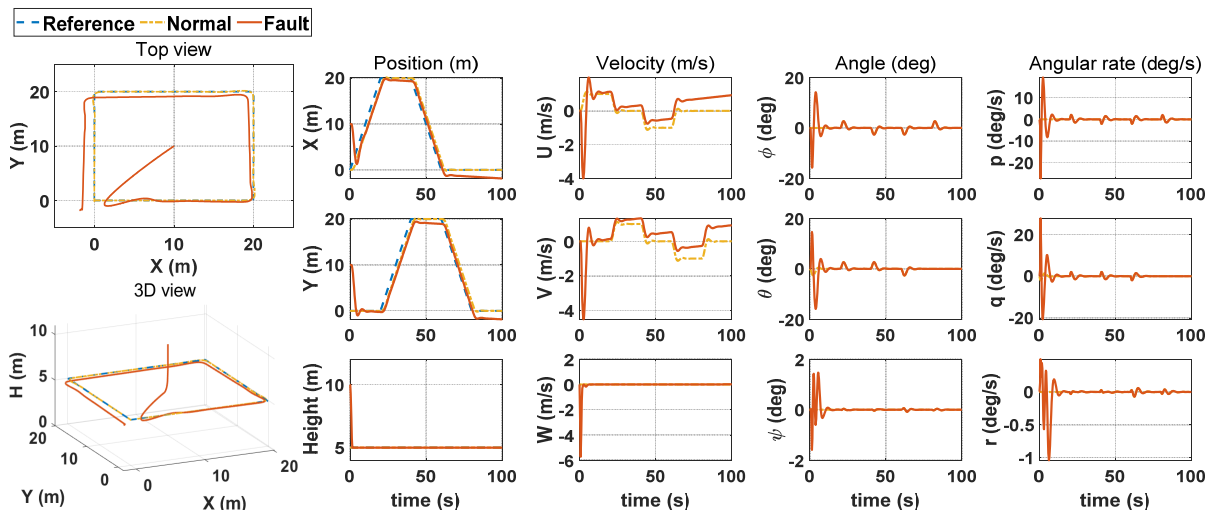 Reference Normal Fault
Top view
Y (m)
20
10
0
0 10 20
X (m)
3D view
H (m)
10
5
0
20
10
0
Y (m)
0
10
20
X (m)
Position (m)
X (m)
20
10
0
0 50 100
Y (m)
20
10
0
0 50 100
Height (m)
15
10
5
0 50 100
time (s)
Velocity (m/s)
U (m/s)
0
-2
-4
0 50 100
V (m/s)
0
-2
-4
0 50 100
W (m/s)
2
0
-2
-4
-6
0 50 100
time (s)
Angle (deg)
ϕ (deg)
20
0
-20
0 50 100
θ (deg)
20
0
-20
0 50 100
ψ (deg)
2
0
-2
0 50 100
time (s)
Angular rate (deg/s)
p (deg/s)
10
0
-10
-20
0 50 100
q (deg/s)
20
0
-20
0 50 100
r (deg/s)
0
-0.5
-1
0 50 100
time (s)